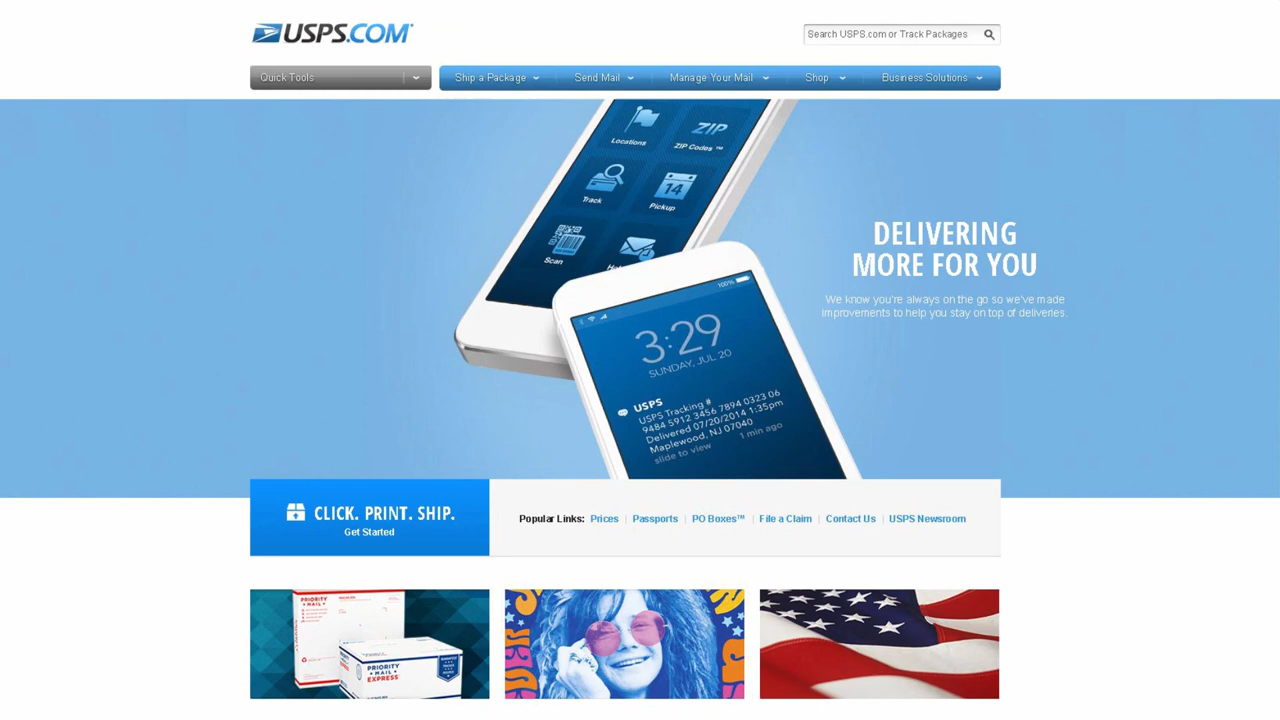 USPS.COM
Search USPS.com or Track Packages
Quick Tools
Ship a Package
Send Mail
Manage Your Mail
Shop
Business Solutions
Locations
ZIP
ZIP Codes ™
Track
14
Pickup
Scan
100%
3:29
SUNDAY, JUL 20
USPS
USPS Tracking #
9484 5912 3456 7894 0323 06
Delivered 07/20/2014 1:35pm
Maplewood, NJ 07040
1 min ago
slide to view
DELIVERING
MORE FOR YOU
We know you're always on the go so we've made
improvements to help you stay on top of deliveries.
CLICK. PRINT. SHIP.
Get Started
Popular Links: Prices | Passports | PO Boxes™ | File a Claim | Contact Us | USPS Newsroom
PRIORITY
MAIL
PRIORITY
MAIL
EXPRESS